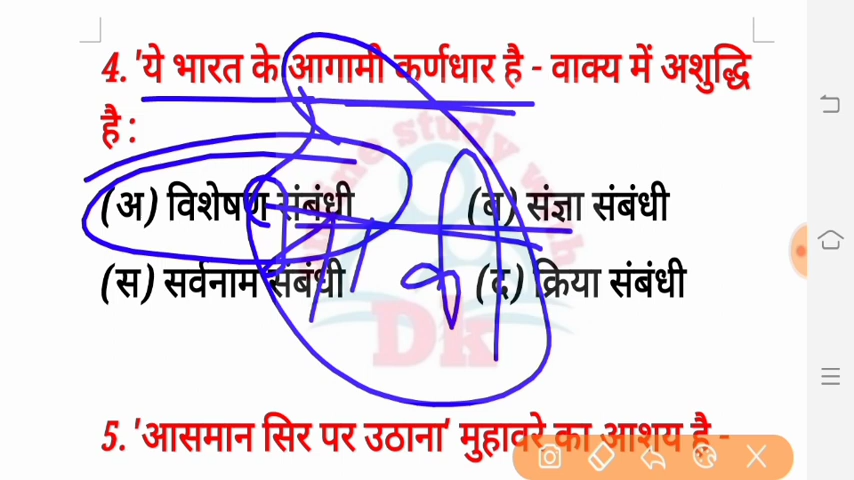 4. 'ये भारत के आगामी कर्णधार है - वाक्य में अशुद्धि
है :
(अ) विशेषण संबंधी (ब) संज्ञा संबंधी
(स) सर्वनाम संबंधी (द) क्रिया संबंधी
5. 'आसमान सिर पर उठाना' मुहावरे का आशय है -